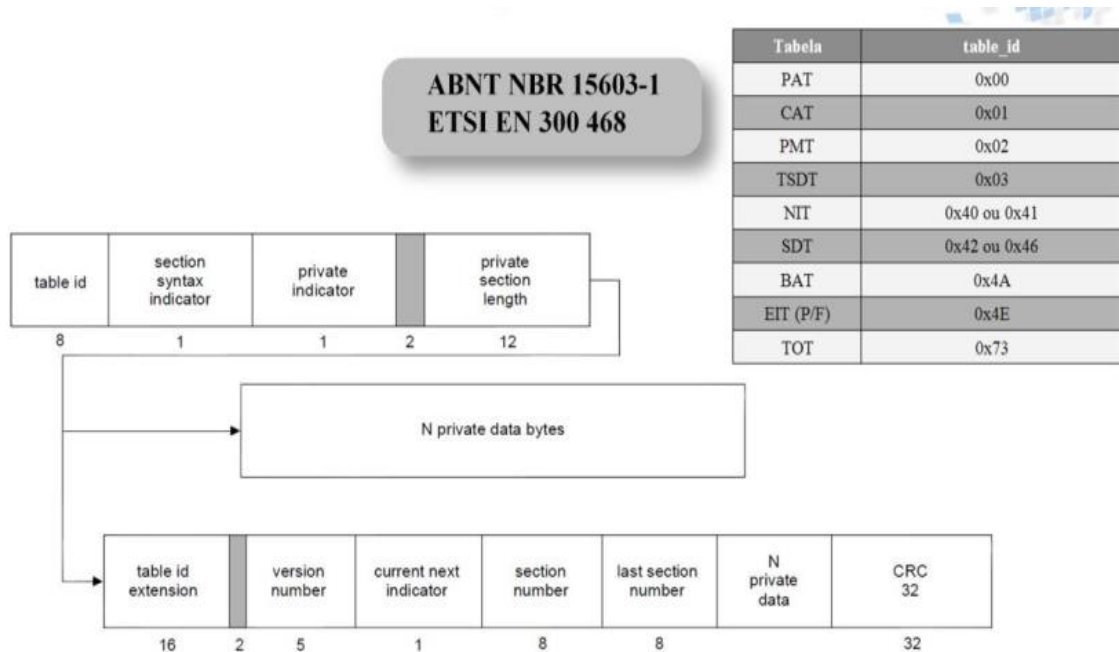 ABNT NBR 15603-1
ETSI EN 300 468
Tabela table_id
PAT 0x00
CAT 0x01
PMT 0x02
TSDT 0x03
NIT 0x40 ou 0x41
SDT 0x42 ou 0x46
BAT 0x4A
EIT (P/F) 0x4E
TOT 0x73
table id
section
syntax
indicator
private
indicator
private
section
length
8 1 1 2 12
N private data bytes
table id
extension
version
number
current next
indicator
section
number
last section
number
N
private
data
CRC
32
16 2 5 1 8 8 32